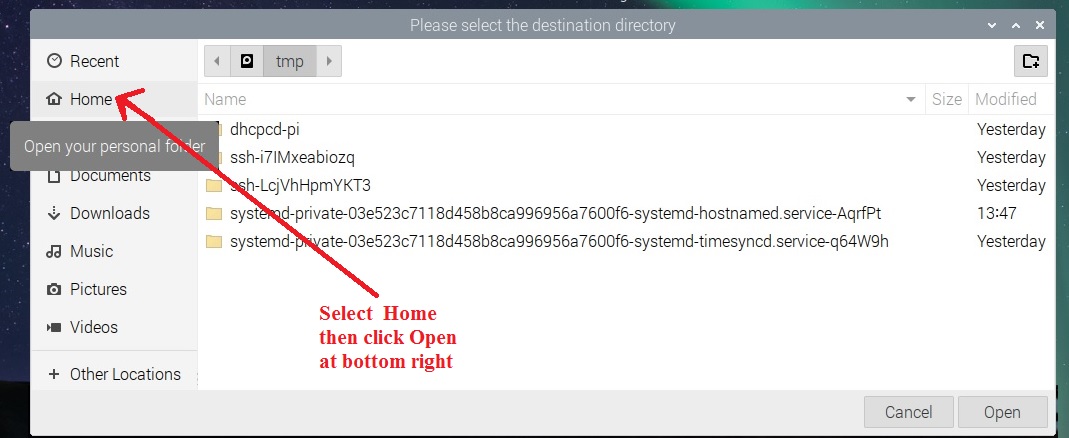 Please select the destination directory
Recent
tmp
Home
Name Size Modified
Open your personal folder
Documents
Downloads
Music
Pictures
Videos
Other Locations
dhcpcd-pi Yesterday
ssh-i7IMxeabiozq Yesterday
ssh-LcjVhHpmYKT3 Yesterday
systemd-private-03e523c7118d458b8ca996956a7600f6-systemd-hostnamed.service-AqrfPt 13:47
systemd-private-03e523c7118d458b8ca996956a7600f6-systemd-timesyncd.service-q64W9h Yesterday
Select Home
then click Open
at bottom right
Cancel Open